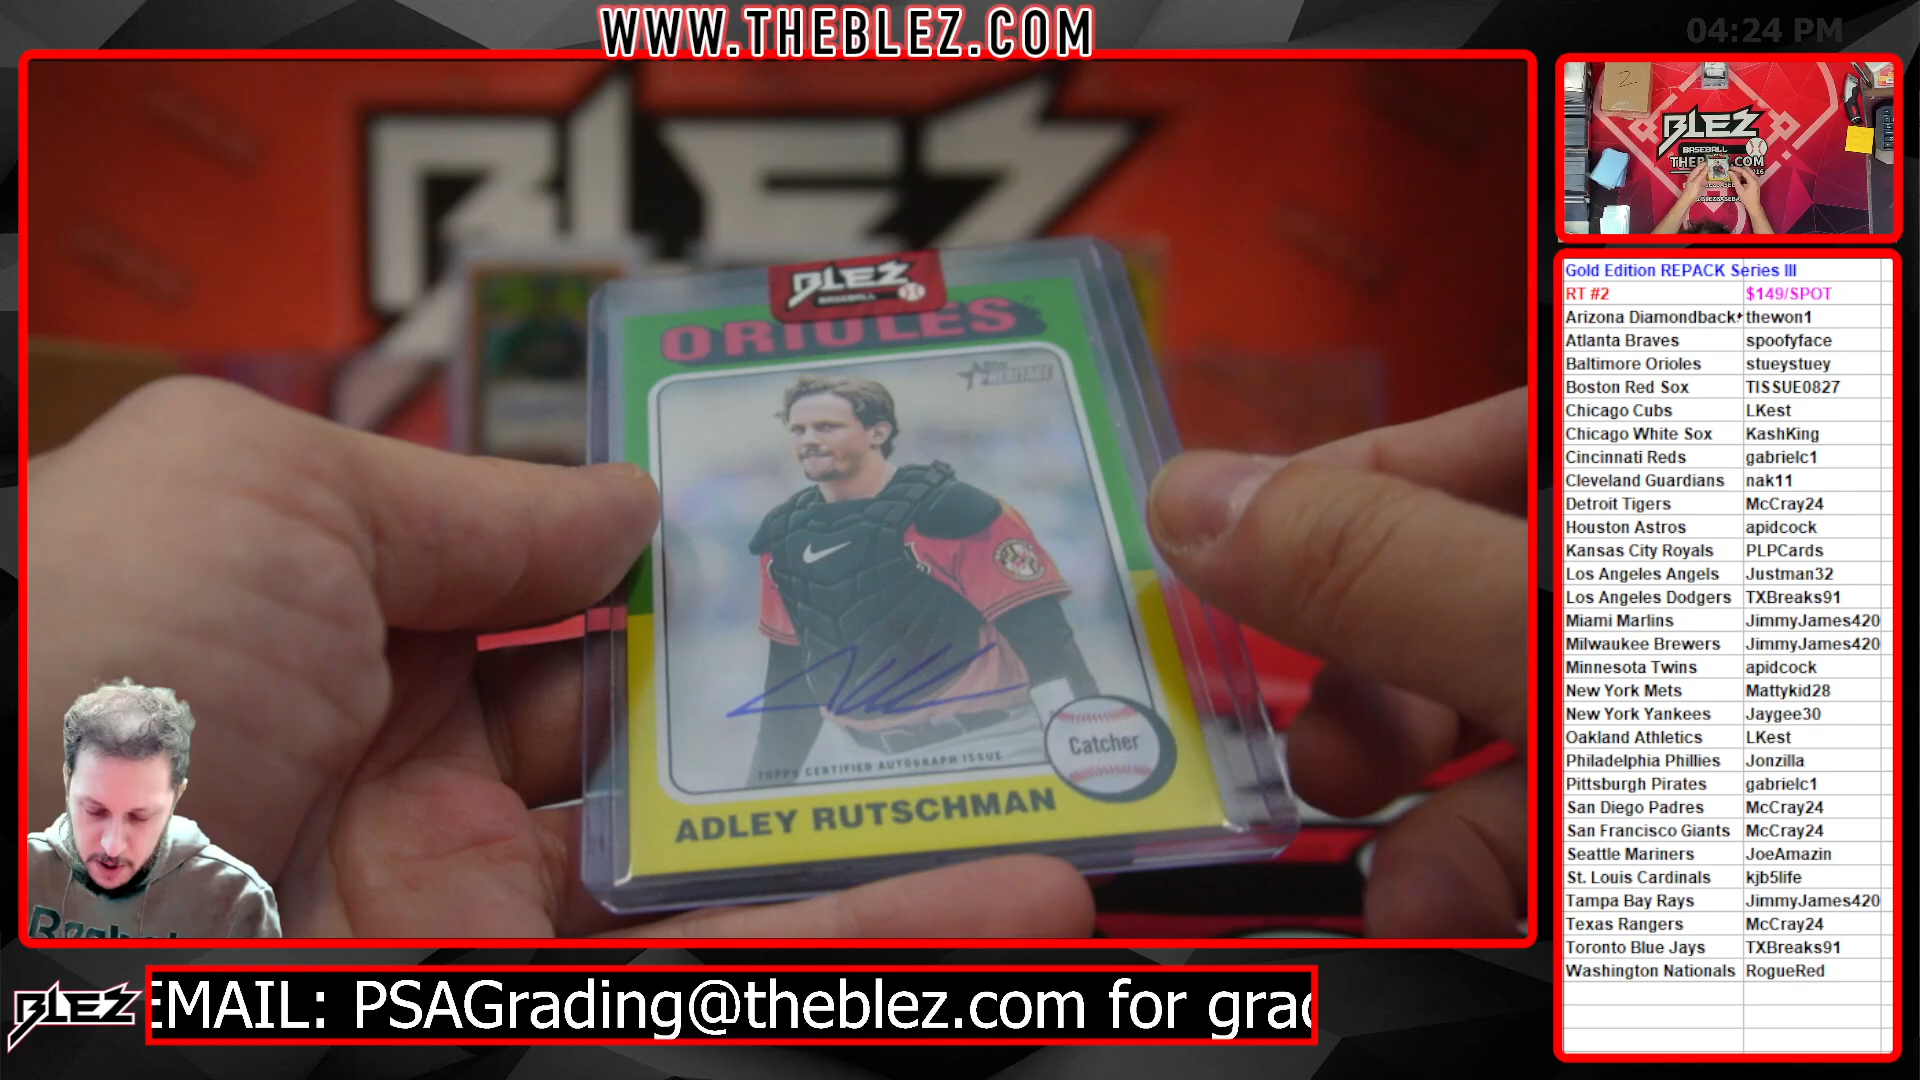 WWW.THEBLEZ.COM
04:24 PM
BLEZ
BLEZ
BASEBALL
ORIOLES
HERITAGE
TOPPS CERTIFIED AUTOGRAPH ISSUE
Catcher
ADLEY RUTSCHMAN
2
BLEZ
BASEBALL
Gold Edition REPACK Series III
RT #2 $149/SPOT
Arizona Diamondback thewon1
Atlanta Braves spoofyface
Baltimore Orioles stueystuey
Boston Red Sox TISSUE0827
Chicago Cubs LKest
Chicago White Sox KashKing
Cincinnati Reds gabrielc1
Cleveland Guardians nak11
Detroit Tigers McCray24
Houston Astros apidcock
Kansas City Royals PLPCards
Los Angeles Angels Justman32
Los Angeles Dodgers TXBreaks91
Miami Marlins JimmyJames420
Milwaukee Brewers JimmyJames420
Minnesota Twins apidcock
New York Mets Mattykid28
New York Yankees Jaygee30
Oakland Athletics LKest
Philadelphia Phillies Jonzilla
Pittsburgh Pirates gabrielc1
San Diego Padres McCray24
San Francisco Giants McCray24
Seattle Mariners JoeAmazin
St. Louis Cardinals kjb5life
Tampa Bay Rays JimmyJames420
Texas Rangers McCray24
Toronto Blue Jays TXBreaks91
Washington Nationals RogueRed
BLEZ
EMAIL: PSAGrading@theblez.com for grad